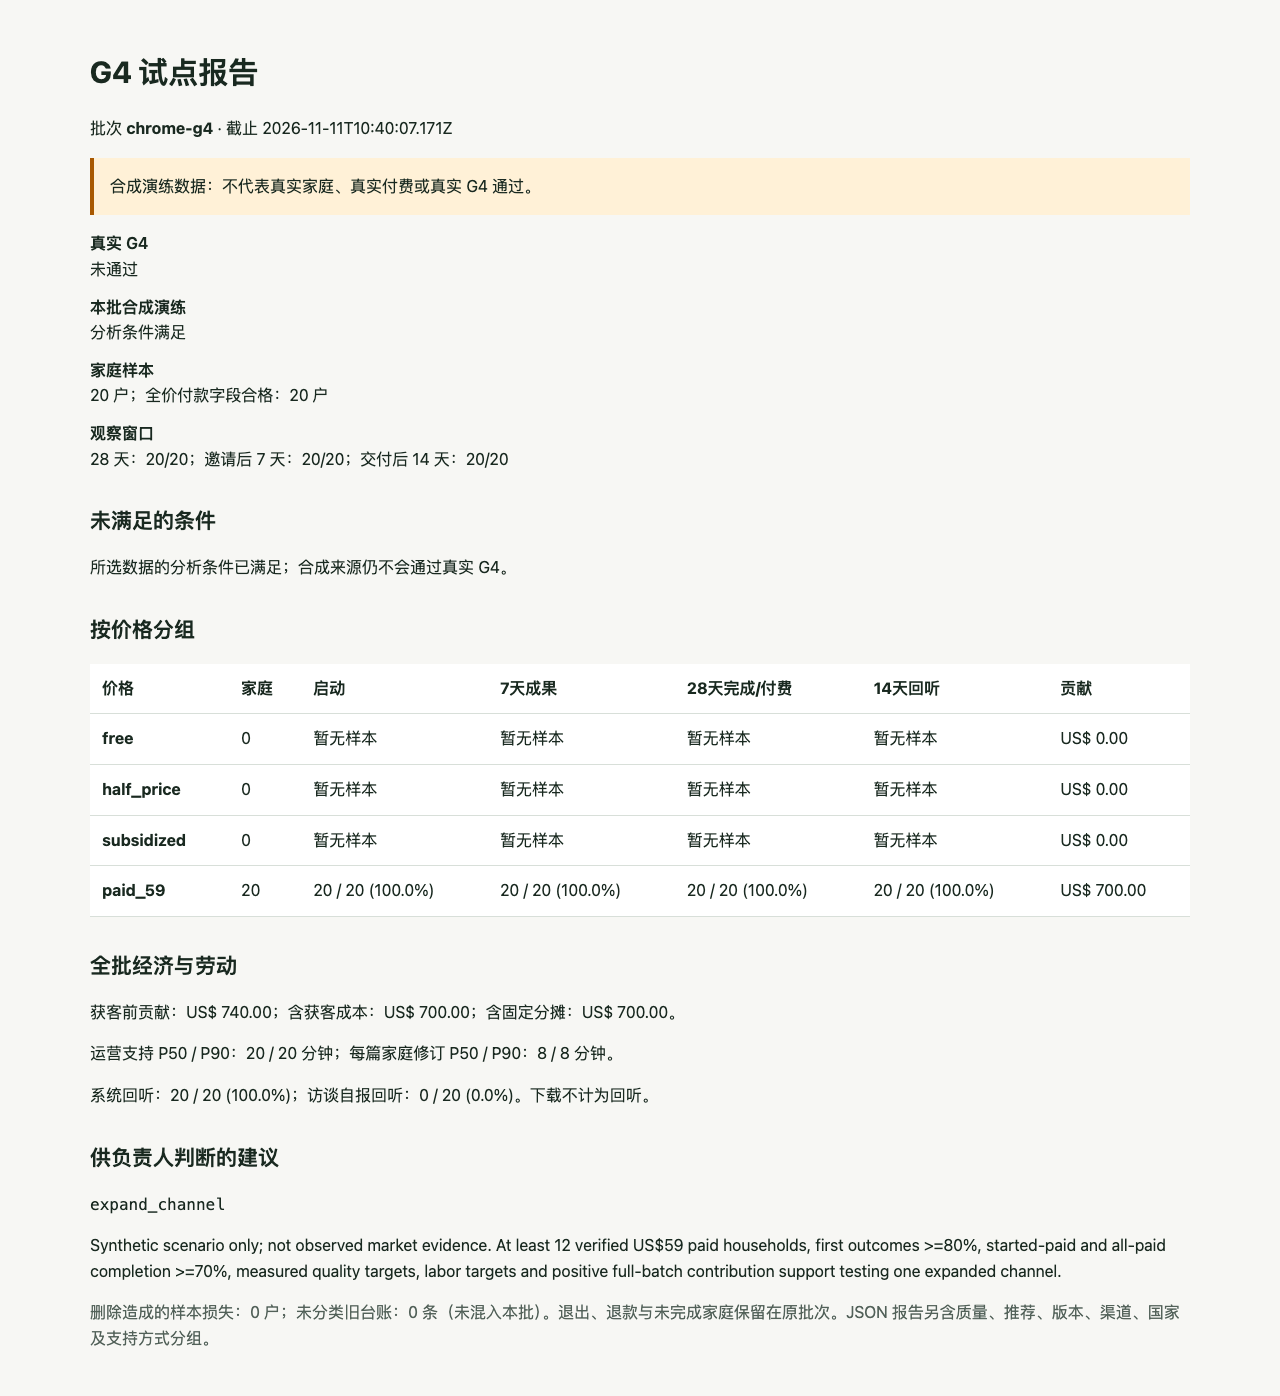 G4 试点报告
批次 chrome-g4 · 截止 2026-11-11T10:40:07.171Z
合成演练数据：不代表真实家庭、真实付费或真实 G4 通过。
真实 G4
未通过
本批合成演练
分析条件满足
家庭样本
20 户；全价付款字段合格：20 户
观察窗口
28 天：20/20；邀请后 7 天：20/20；交付后 14 天：20/20
未满足的条件
所选数据的分析条件已满足；合成来源仍不会通过真实 G4。
按价格分组
价格 家庭 启动 7天成果 28天完成/付费 14天回听 贡献
free 0 暂无样本 暂无样本 暂无样本 暂无样本 US$ 0.00
half_price 0 暂无样本 暂无样本 暂无样本 暂无样本 US$ 0.00
subsidized 0 暂无样本 暂无样本 暂无样本 暂无样本 US$ 0.00
paid_59 20 20 / 20 (100.0%) 20 / 20 (100.0%) 20 / 20 (100.0%) 20 / 20 (100.0%) US$ 700.00
全批经济与劳动
获客前贡献：US$ 740.00；含获客成本：US$ 700.00；含固定分摊：US$ 700.00。
运营支持 P50 / P90：20 / 20 分钟；每篇家庭修订 P50 / P90：8 / 8 分钟。
系统回听：20 / 20 (100.0%)；访谈自报回听：0 / 20 (0.0%)。下载不计为回听。
供负责人判断的建议
expand_channel
Synthetic scenario only; not observed market evidence. At least 12 verified US$59 paid households, first outcomes >=80%, started-paid and all-paid
completion >=70%, measured quality targets, labor targets and positive full-batch contribution support testing one expanded channel.
删除造成的样本损失：0 户；未分类旧台账：0 条（未混入本批）。退出、退款与未完成家庭保留在原批次。JSON 报告另含质量、推荐、版本、渠道、国家
及支持方式分组。